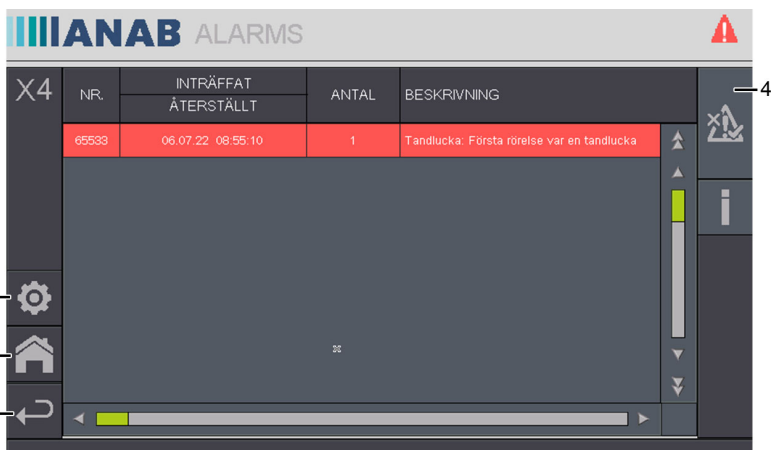 ANAB ALARMS
X4
NR.
INTRÄFFAT
ÅTERSTÄLLT
ANTAL
BESKRIVNING
65533
06.07.22 08:55:10
1
Tandlucka: Första rörelse var en tandlucka
4
i